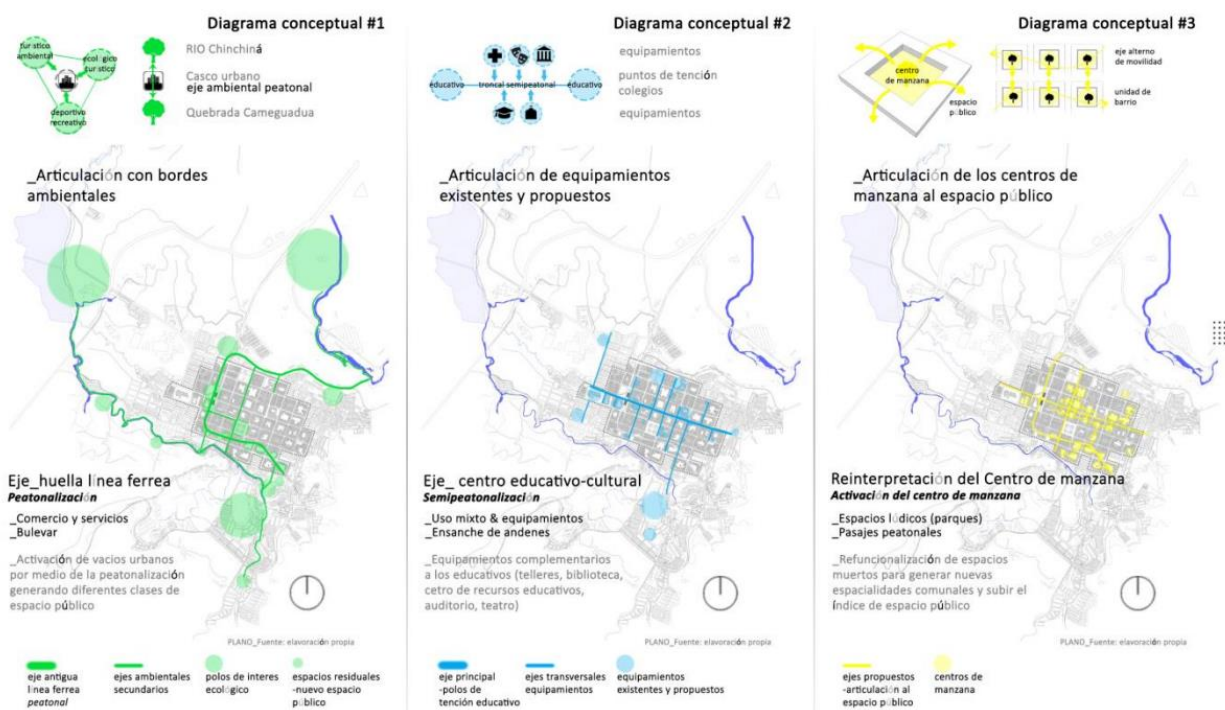 Diagrama conceptual #1
turstico
ambiental
ecolgico
turstico
deportivo
recreativo
RIO Chinchiná
Casco urbano
eje ambiental peatonal
Quebrada Cameguadua
_Articulación con bordes
ambientales
Eje_huella línea ferrea
Peatonalización
_Comercio y servicios
_Bulevar
_Activación de vacios urbanos
por medio de la peatonalización
generando diferentes clases de
espacio público
PLANO_Fuente: elavoración propia
eje antigua
línea ferrea
peatonal
ejes ambientales
secundarios
polos de interes
ecológico
espacios residuales
-nuevo espacio
público
Diagrama conceptual #2
educativo
troncal semipeatonal
educativo
equipamientos
puntos de tención
colegios
equipamientos
_Articulación de equipamientos
existentes y propuestos
Eje_ centro educativo-cultural
Semipeatonalización
_Uso mixto & equipamientos
_Ensanche de andenes
_Equipamientos complementarios
a los educativos (telleres, biblioteca,
cetro de recursos educativos,
auditorio, teatro)
PLANO_Fuente: elavoración propia
eje principal
-polos de
tención educativo
ejes transversales
equipamientos
equipamientos
existentes y propuestos
Diagrama conceptual #3
centro
de manzana
espacio
público
eje alterno
de movilidad
unidad de
barrio
_Articulación de los centros de
manzana al espacio público
Reinterpretación del Centro de manzana
Activación del centro de manzana
_Espacios lúdicos (parques)
_Pasajes peatonales
_Refuncionalización de espacios
muertos para generar nuevas
espacialidades comunales y subir el
índice de espacio público
PLANO_Fuente: elavoración propia
ejes propuestos
-articulación al
espacio público
centros de
manzana